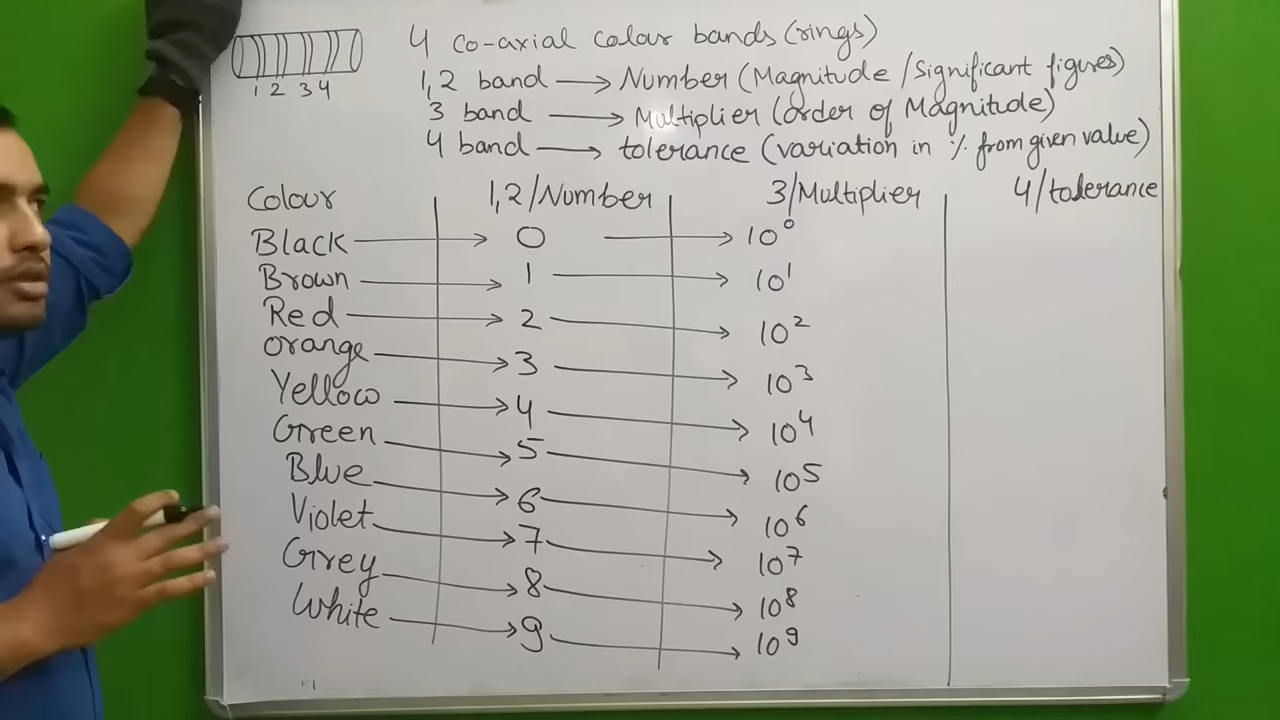 1 2 3 4
4 co-axial colour bands (rings)
1,2 band → Number (Magnitude / Significant figures)
3 band → Multiplier (order of Magnitude)
4 band → tolerance (variation in % from given value)
Colour 1,2/Number 3/Multiplier 4/tolerance
Black → 0 → 10⁰
Brown → 1 → 10¹
Red → 2 → 10²
Orange → 3 → 10³
Yellow → 4 → 10⁴
Green → 5 → 10⁵
Blue → 6 → 10⁶
Violet → 7 → 10⁷
Grey → 8 → 10⁸
White → 9 → 10⁹